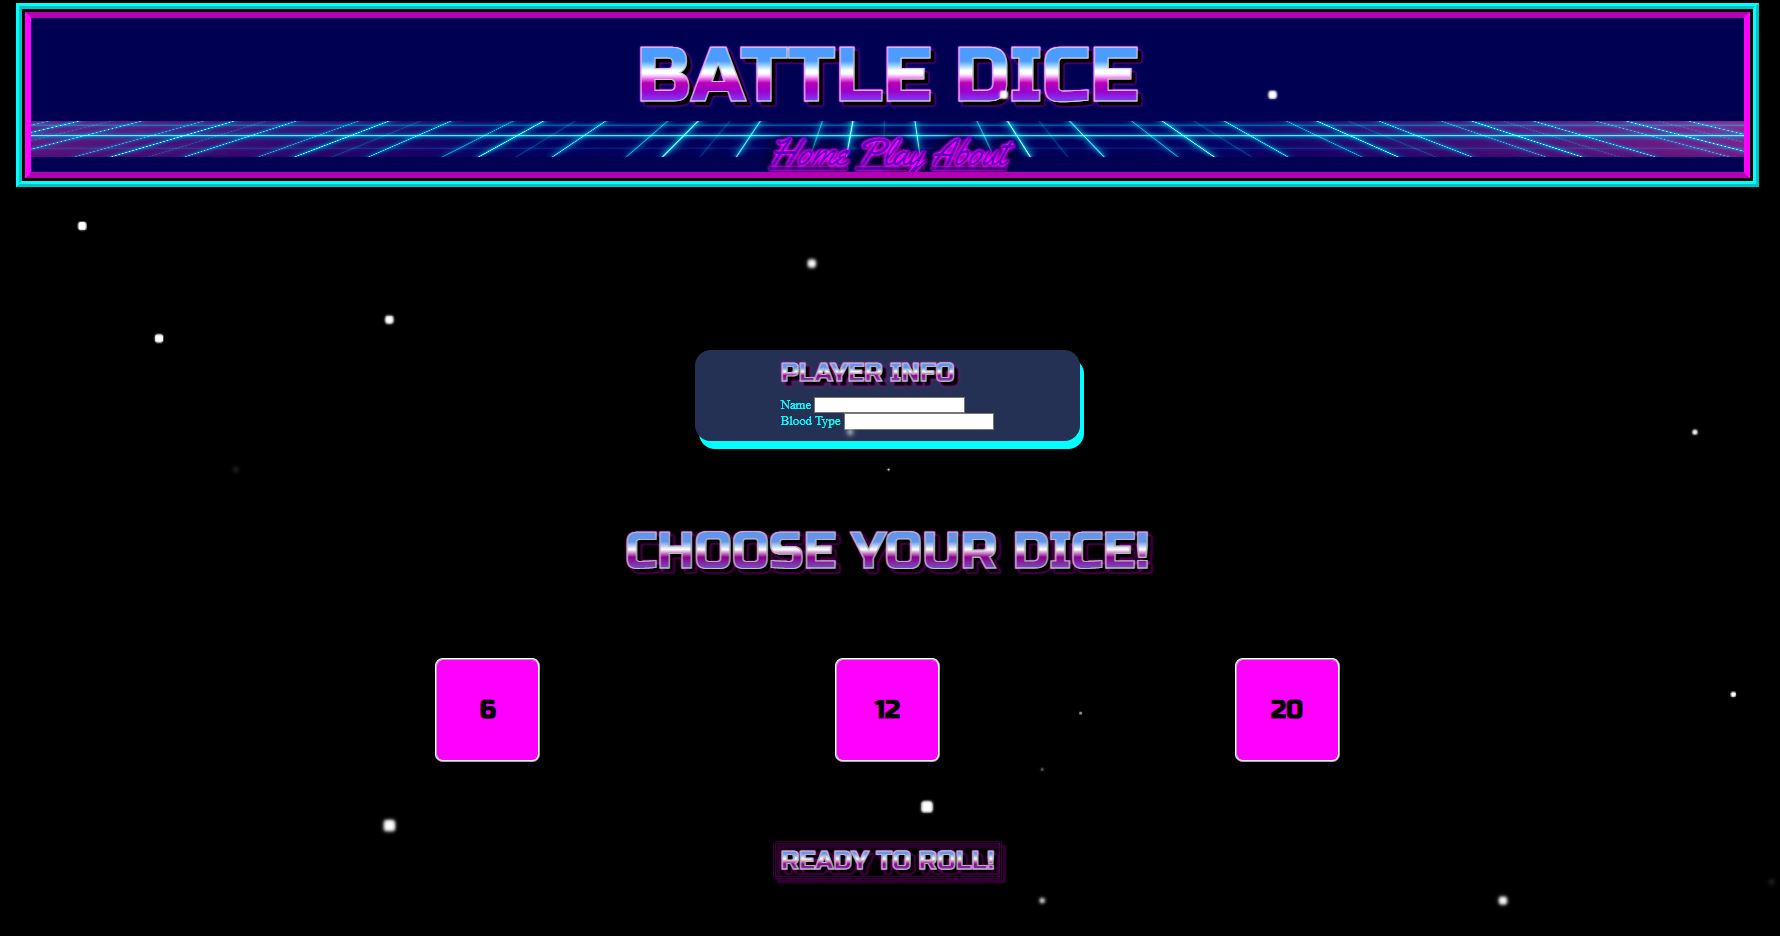 BATTLE DICE
Home Play About
PLAYER INFO
Name
Blood Type
CHOOSE YOUR DICE!
6 12 20
READY TO ROLL!